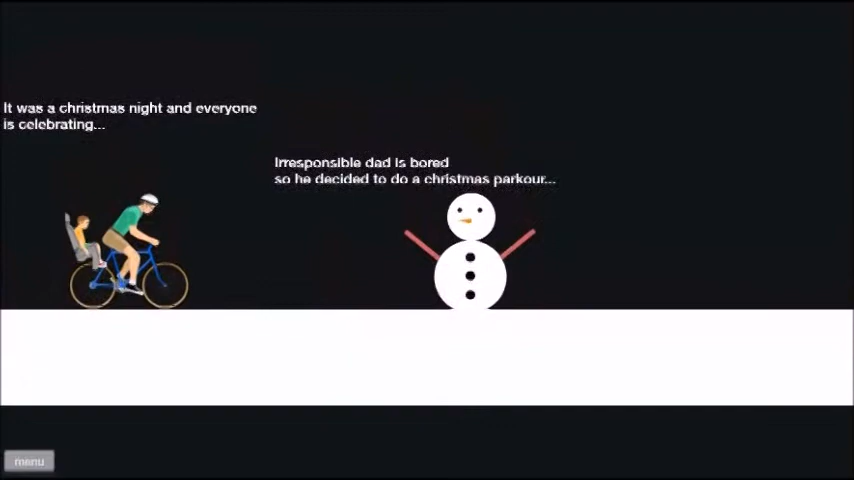 It was a christmas night and everyone
is celebrating...
Irresponsible dad is bored
so he decided to do a christmas parkour...
menu